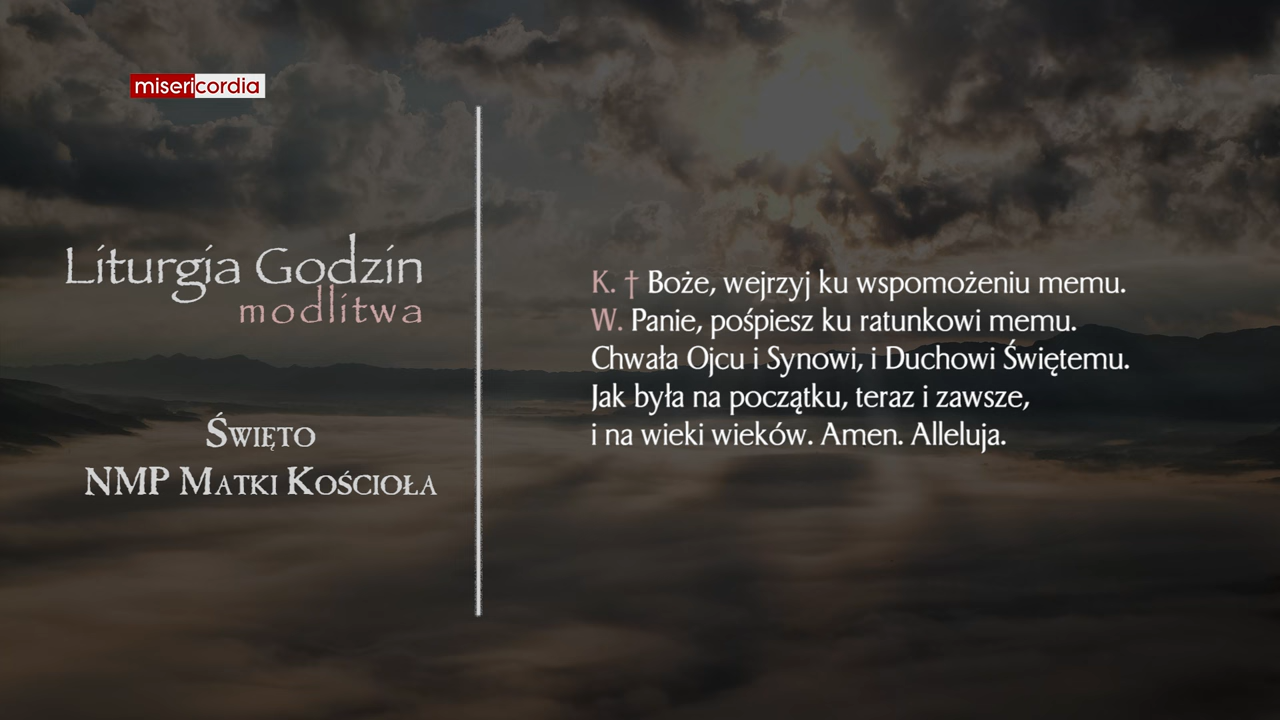 misericordia
Liturgia Godzin
modlitwa
Święto
NMP Matki Kościoła
K. † Boże, wejrzyj ku wspomożeniu memu.
W. Panie, pośpiesz ku ratunkowi memu.
Chwała Ojcu i Synowi, i Duchowi Świętemu.
Jak była na początku, teraz i zawsze,
i na wieki wieków. Amen. Alleluja.